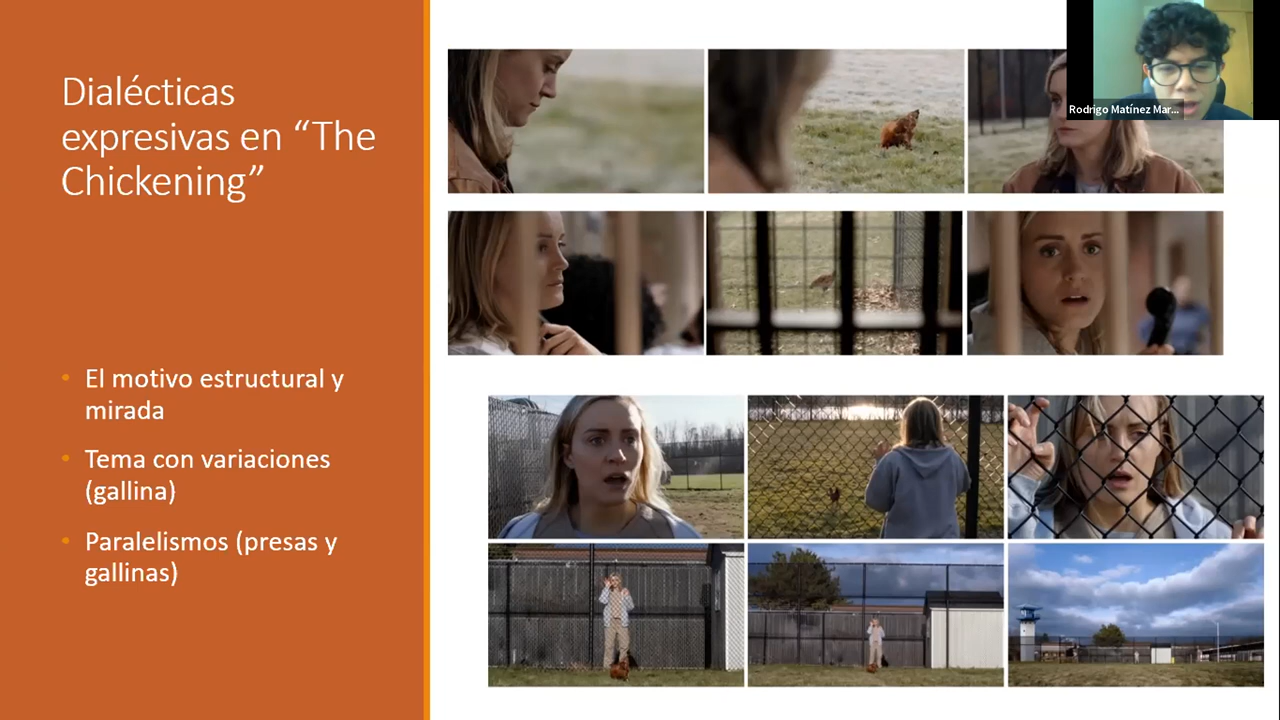 Dialécticas
expresivas en “The
Chickening”
• El motivo estructural y
mirada
• Tema con variaciones
(gallina)
• Paralelismos (presas y
gallinas)
Rodrigo Matínez Mar...